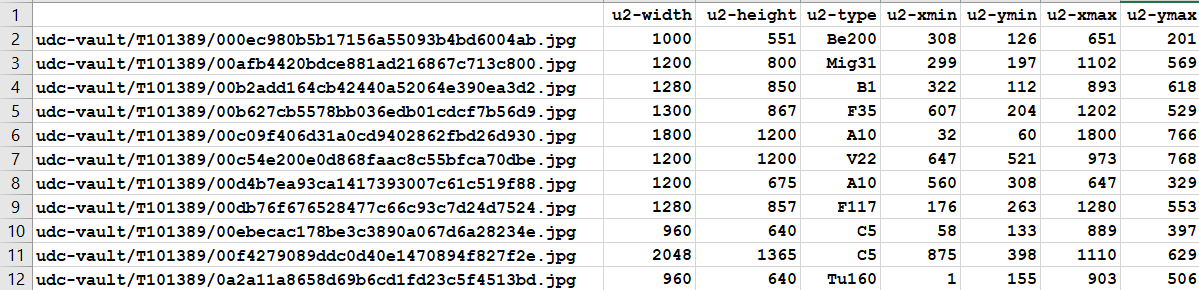 1 u2-width u2-height u2-type u2-xmin u2-ymin u2-xmax u2-ymax
2 udc-vault/T101389/000ec980b5b17156a55093b4bd6004ab.jpg 1000 551 Be200 308 126 651 201
3 udc-vault/T101389/00afb4420bdce881ad216867c713c800.jpg 1200 800 Mig31 299 197 1102 569
4 udc-vault/T101389/00b2add164cb42440a52064e390ea3d2.jpg 1280 850 B1 322 112 893 618
5 udc-vault/T101389/00b627cb5578bb036edb01cdcf7b56d9.jpg 1300 867 F35 607 204 1202 529
6 udc-vault/T101389/00c09f406d31a0cd9402862fbd26d930.jpg 1800 1200 A10 32 60 1800 766
7 udc-vault/T101389/00c54e200e0d868faac8c55bfca70dbe.jpg 1200 1200 V22 647 521 973 768
8 udc-vault/T101389/00d4b7ea93ca1417393007c61c519f88.jpg 1200 675 A10 560 308 647 329
9 udc-vault/T101389/00db76f676528477c66c93c7d24d7524.jpg 1280 857 F117 176 263 1280 553
10 udc-vault/T101389/00ebecac178be3c3890a067d6a28234e.jpg 960 640 C5 58 133 889 397
11 udc-vault/T101389/00f4279089ddc0d40e1470894f827f2e.jpg 2048 1365 C5 875 398 1110 629
12 udc-vault/T101389/0a2a11a8658d69b6cd1fd23c5f4513bd.jpg 960 640 Tu160 1 155 903 506